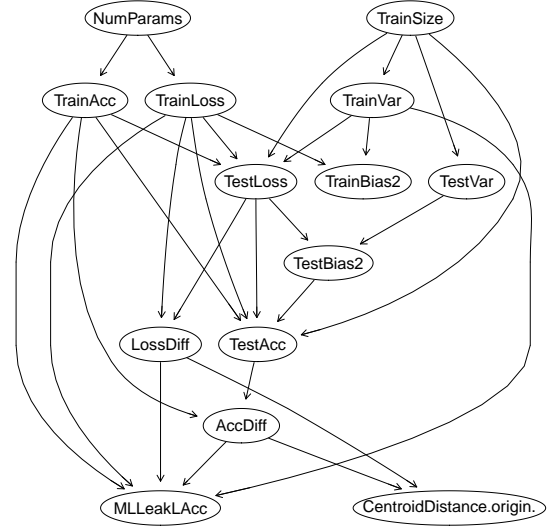 NumParams
TrainSize
TrainAcc
TrainLoss
TrainVar
TestLoss
TrainBias2
TestVar
TestBias2
LossDiff
TestAcc
AccDiff
MLLeakLAcc
CentroidDistance.origin.